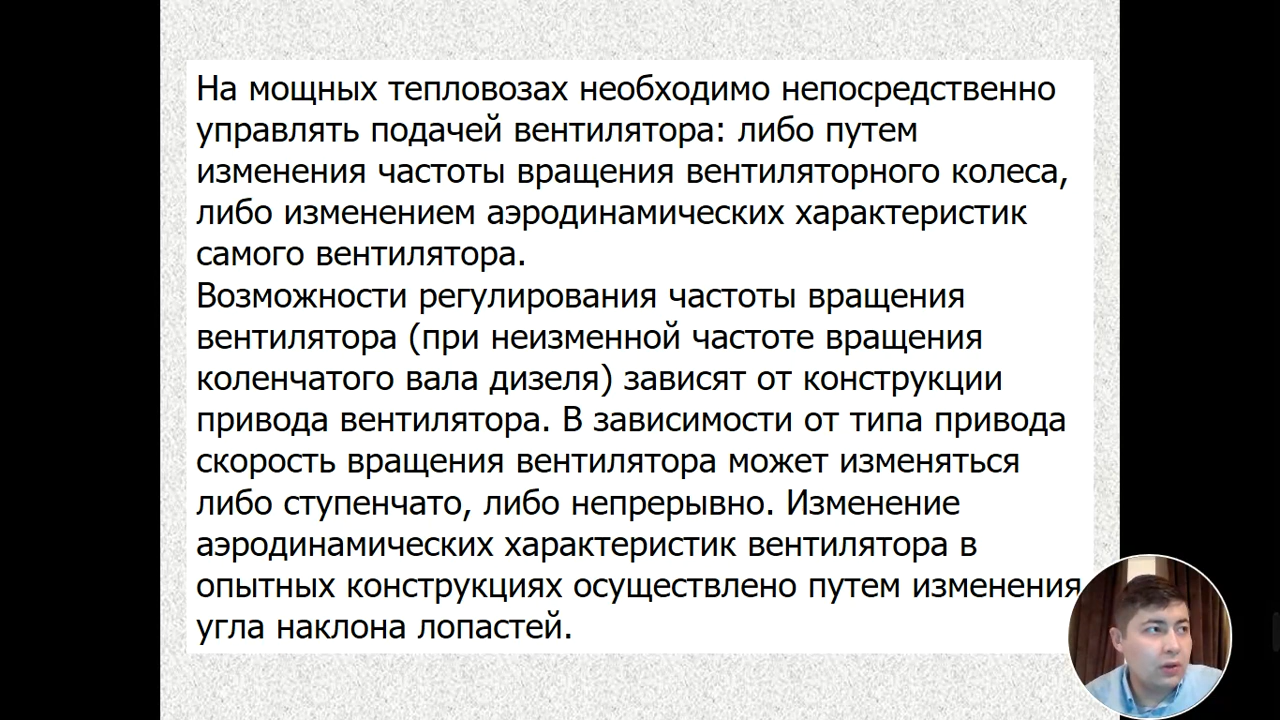 На мощных тепловозах необходимо непосредственно
управлять подачей вентилятора: либо путем
изменения частоты вращения вентиляторного колеса,
либо изменением аэродинамических характеристик
самого вентилятора.
Возможности регулирования частоты вращения
вентилятора (при неизменной частоте вращения
коленчатого вала дизеля) зависят от конструкции
привода вентилятора. В зависимости от типа привода
скорость вращения вентилятора может изменяться
либо ступенчато, либо непрерывно. Изменение
аэродинамических характеристик вентилятора в
опытных конструкциях осуществлено путем изменения
угла наклона лопастей.